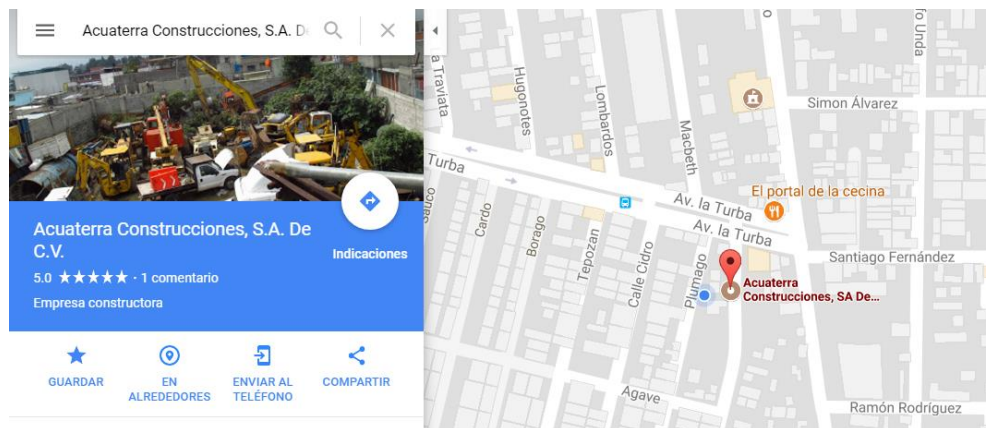 Acuaterra Construcciones, S.A. D
Acuaterra Construcciones, S.A. De
C.V.
5.0 ★★★★★ · 1 comentario
Empresa constructora
Indicaciones
GUARDAR
EN
ALREDEDORES
ENVIAR AL
TELÉFONO
COMPARTIR
a Traviata
Hugonotes
Lombardos
Macbeth
Simon Álvarez
Turba
El portal de la cecina
Av. la Turba
Av. la Turba
Santiago Fernández
Cardo
Borago
Tepozan
Calle Cidro
Plumago
Acuaterra
Construcciones, SA De...
Agave
Ramón Rodríguez